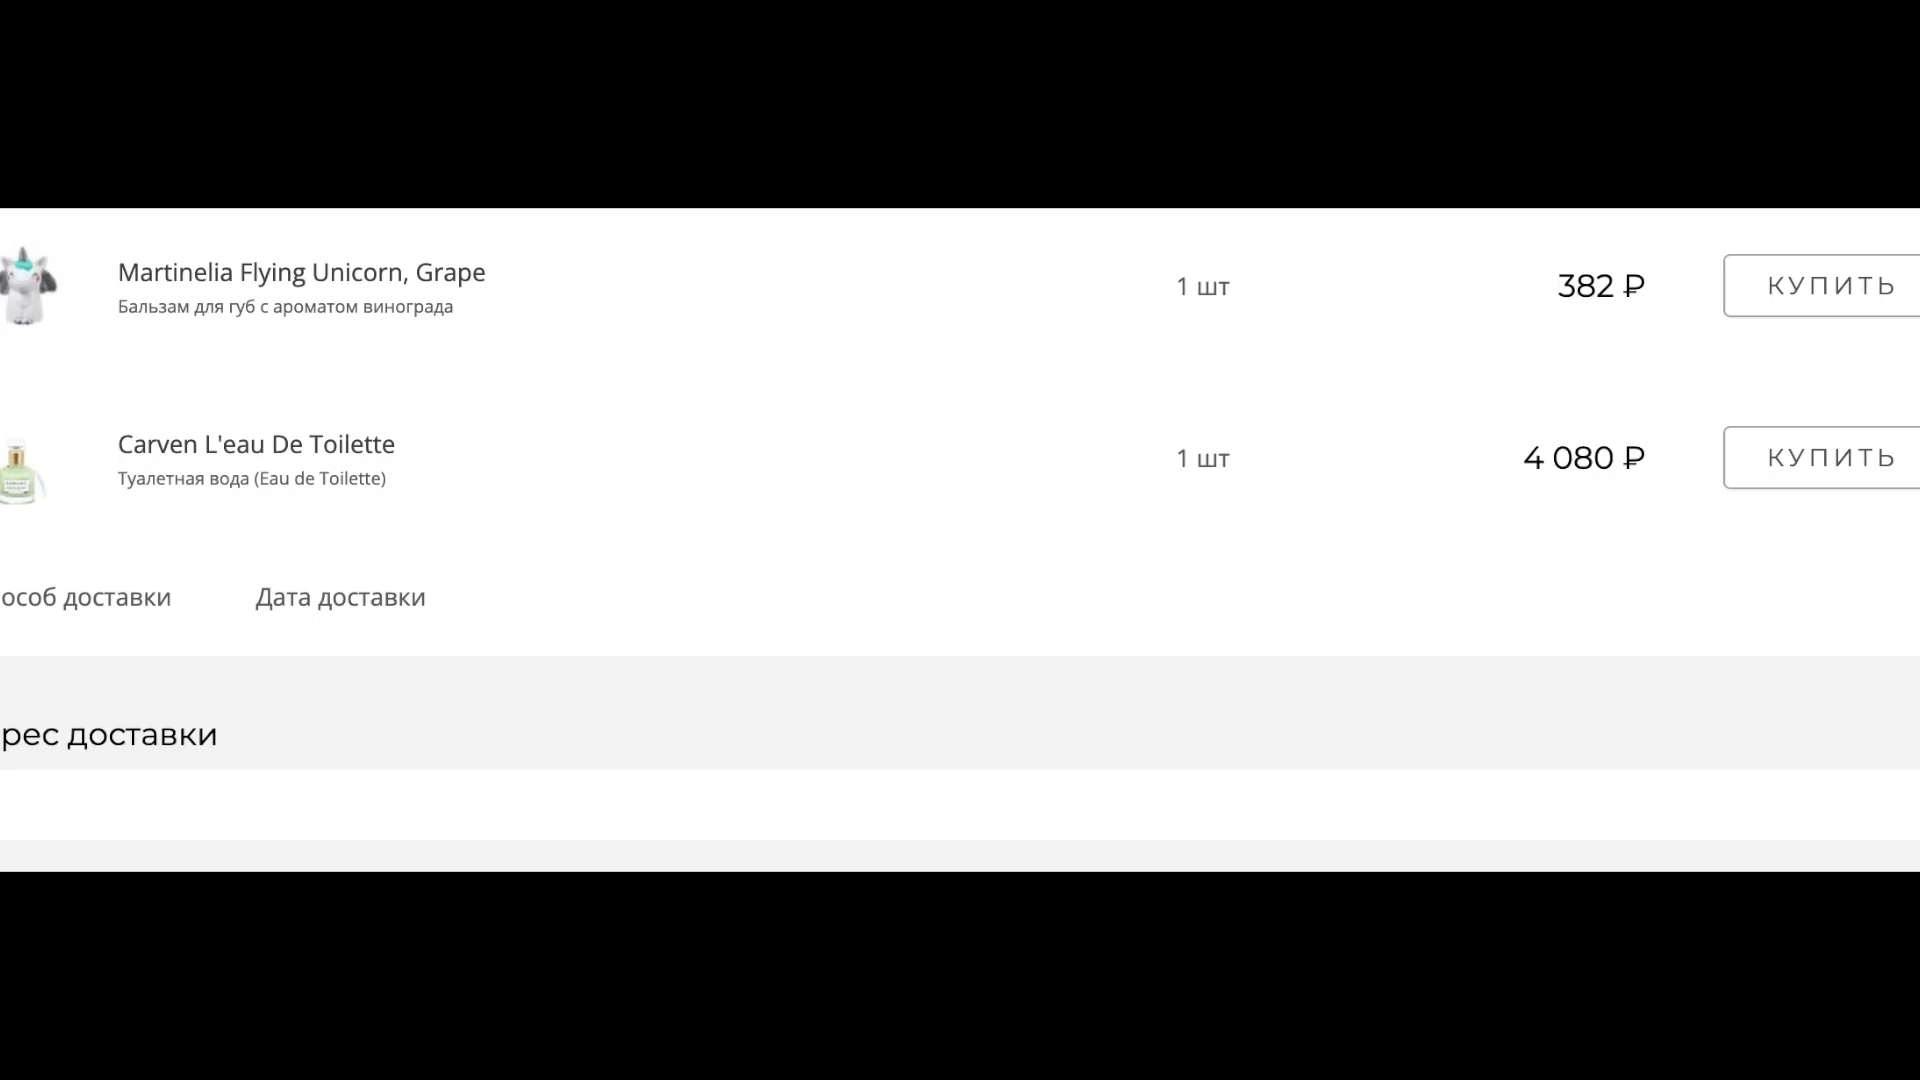 Martinelia Flying Unicorn, Grape
Бальзам для губ с ароматом винограда
1 шт
382 ₽
КУПИТЬ
Carven L'eau De Toilette
Туалетная вода (Eau de Toilette)
1 шт
4 080 ₽
КУПИТЬ
особ доставки
Дата доставки
рес доставки